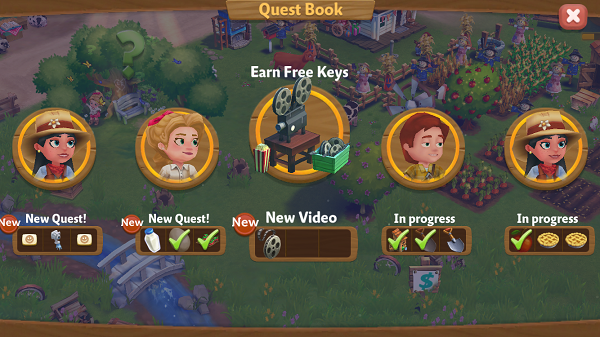 Quest Book
Earn Free Keys
New New Quest!
New New Quest!
New New Video
In progress
In progress